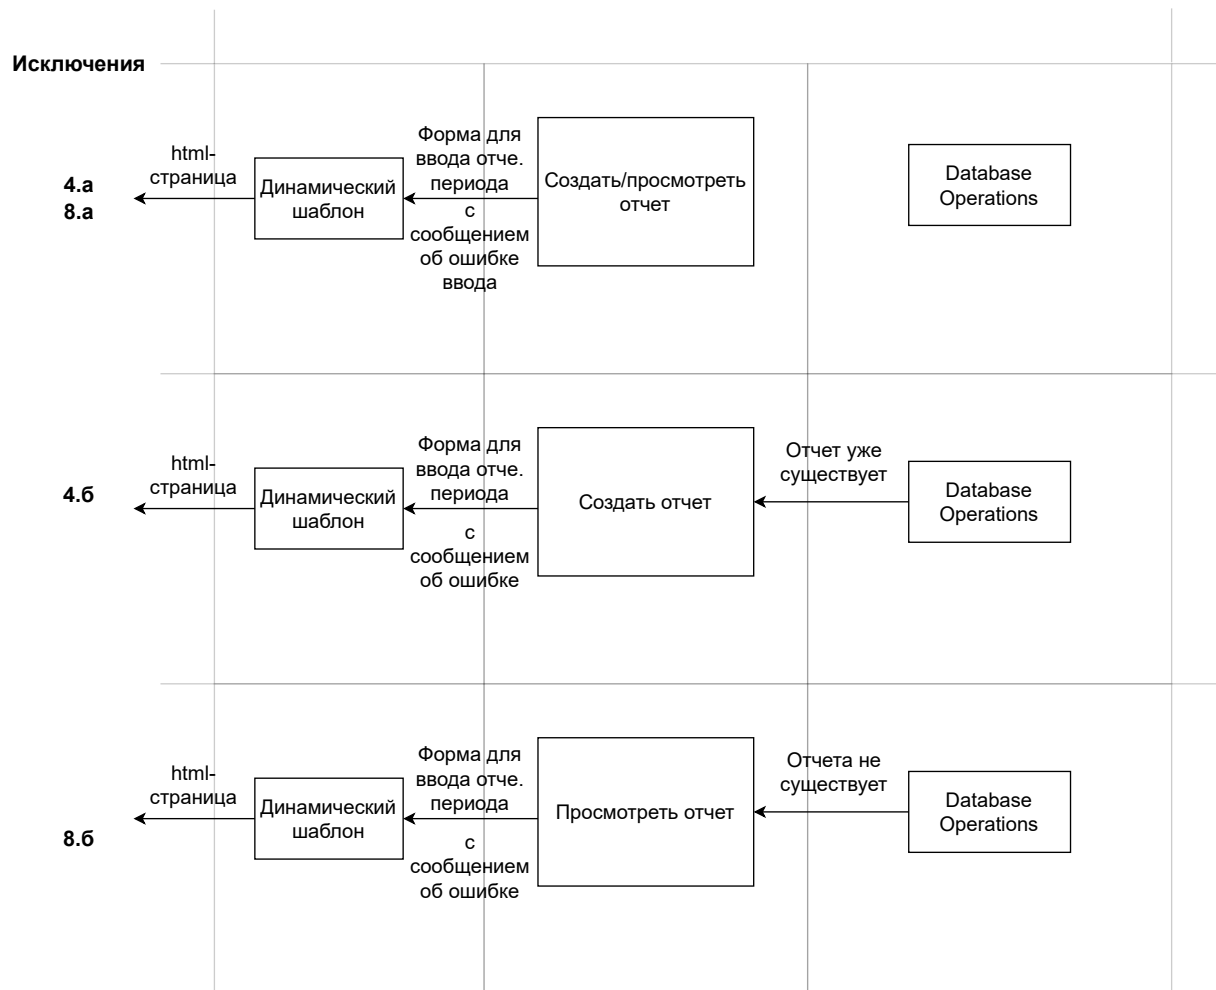 Исключения
4.а
8.а
html-
страница
Динамический
шаблон
Форма для
ввода отче.
периода
с
сообщением
об ошибке
ввода
Создать/просмотреть
отчет
Database
Operations
4.б
html-
страница
Динамический
шаблон
Форма для
ввода отче.
периода
с
сообщением
об ошибке
Создать отчет
Отчет уже
существует
Database
Operations
8.б
html-
страница
Динамический
шаблон
Форма для
ввода отче.
периода
с
сообщением
об ошибке
Просмотреть отчет
Отчета не
существует
Database
Operations